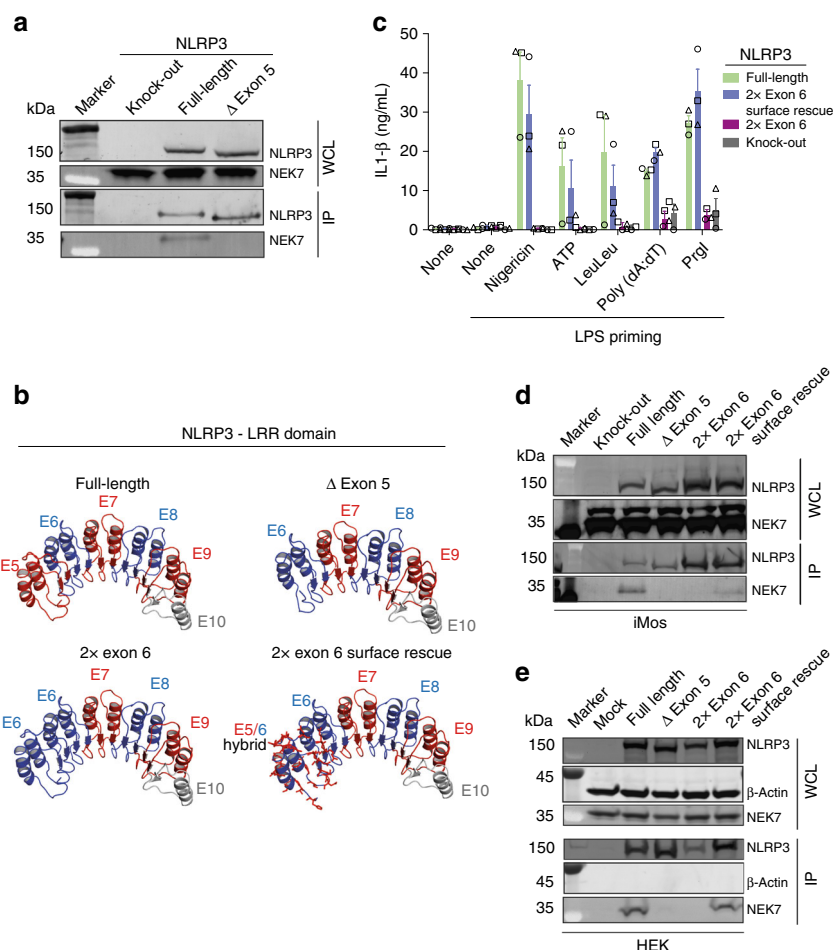 a
NLRP3
Marker
Knock-out
Full-length
Δ Exon 5
kDa
150
NLRP3
35
NEK7
WCL
150
NLRP3
35
NEK7
IP
c
50
40
30
20
10
0
IL1-β (ng/mL)
NLRP3
Full-length
2× Exon 6
surface rescue
2× Exon 6
Knock-out
None
None
Nigericin
ATP
LeuLeu
Poly (dA:dT)
PrgI
LPS priming
b
NLRP3 - LRR domain
Full-length
E5
E6
E7
E8
E9
E10
Δ Exon 5
E6
E7
E8
E9
E10
2× exon 6
E6
E6
E7
E8
E9
E10
2× exon 6 surface rescue
E5/6
hybrid
E7
E8
E9
E10
d
Marker
Knock-out
Full length
Δ Exon 5
2× Exon 6
2× Exon 6
surface rescue
kDa
150
NLRP3
35
NEK7
WCL
150
NLRP3
35
NEK7
IP
iMos
e
Marker
Mock
Full length
Δ Exon 5
2× Exon 6
2× Exon 6
surface rescue
kDa
150
NLRP3
45
β-Actin
35
NEK7
WCL
150
NLRP3
45
β-Actin
35
NEK7
IP
HEK